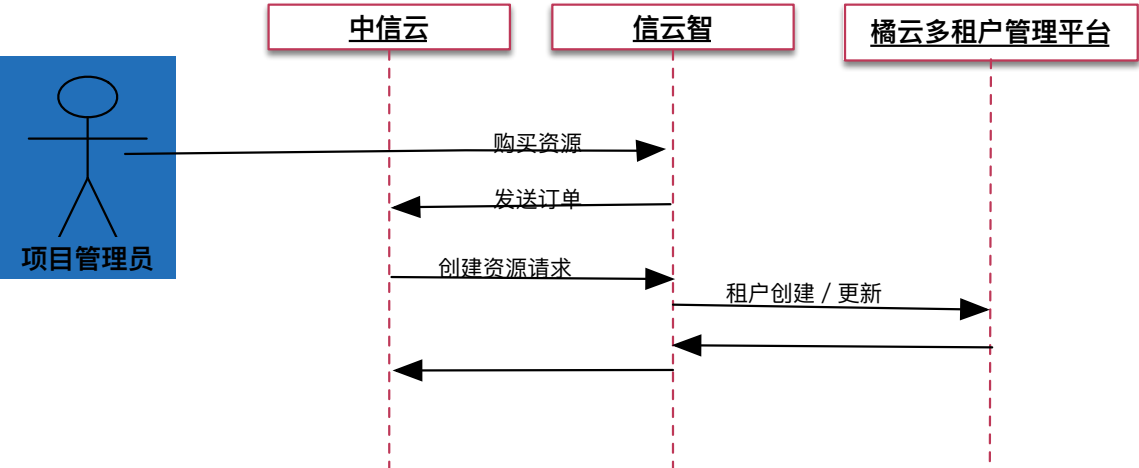 中信云
信云智
橘云多租户管理平台
购买资源
发送订单
项目管理员
创建资源请求
租户创建 / 更新